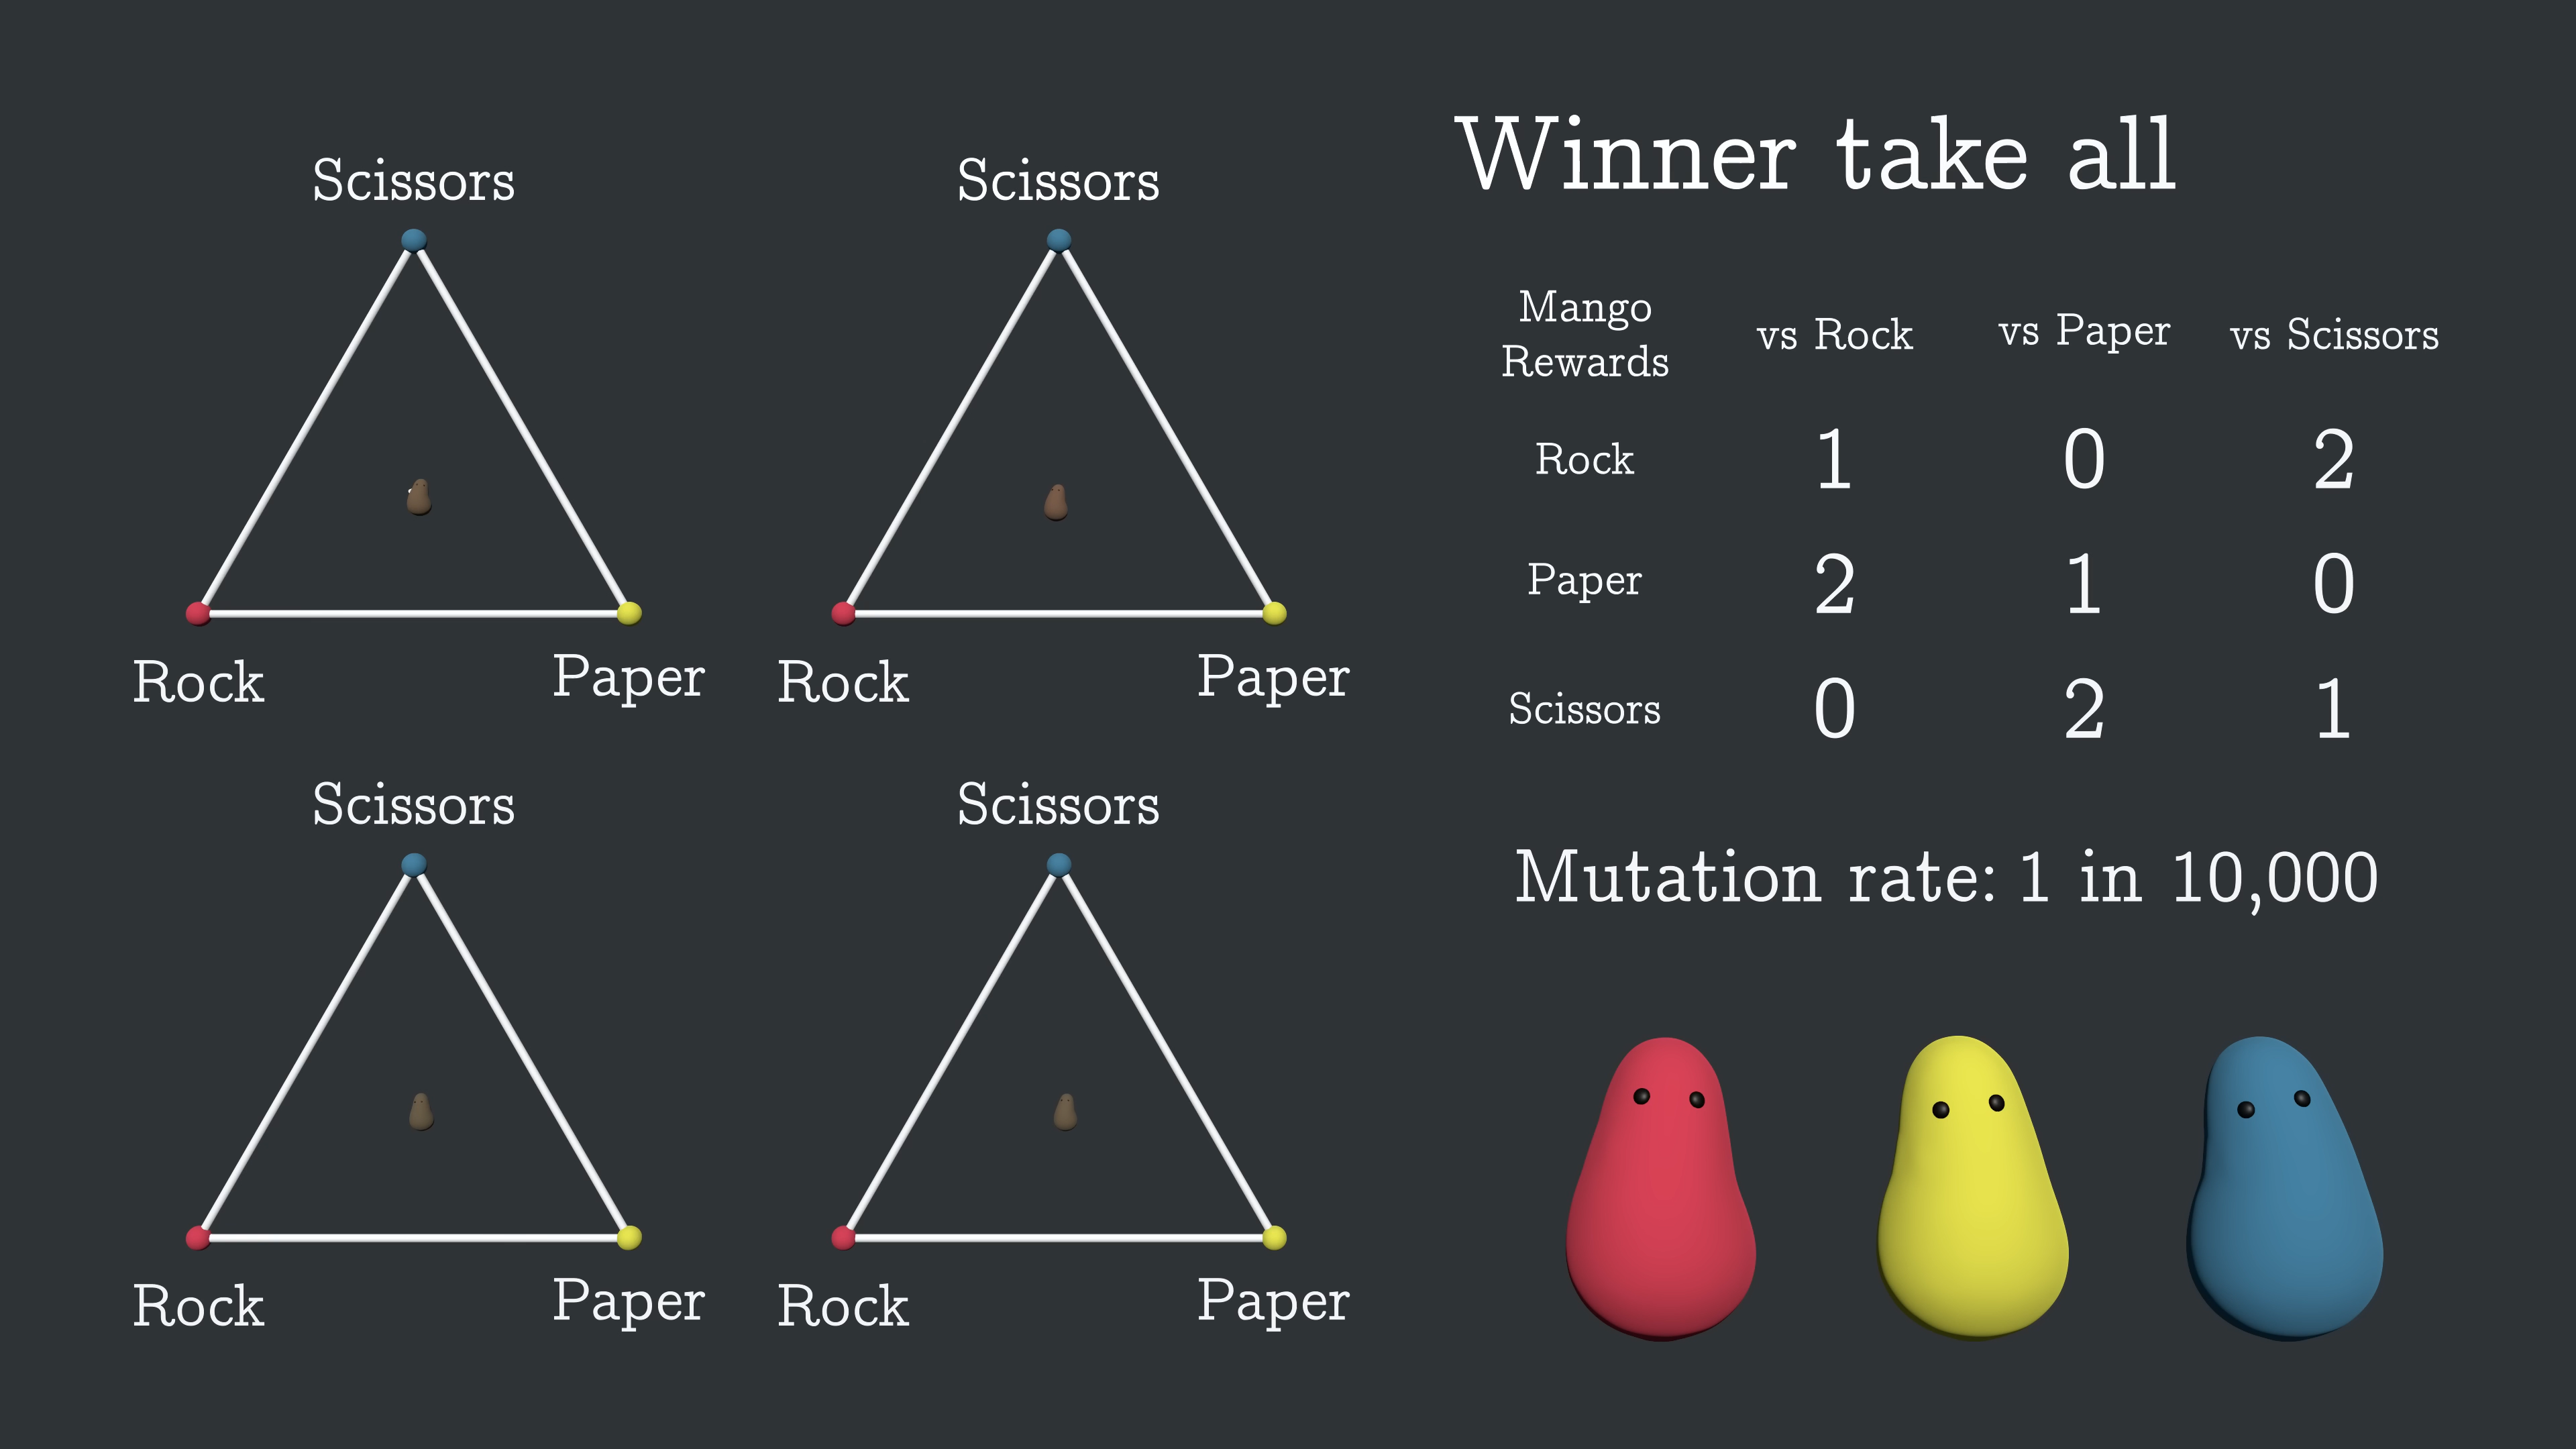 Scissors
Rock Paper
Scissors
Rock Paper
Scissors
Rock Paper
Scissors
Rock Paper
Winner take all
Mango
Rewards
vs Rock vs Paper vs Scissors
Rock 1 0 2
Paper 2 1 0
Scissors 0 2 1
Mutation rate: 1 in 10,000